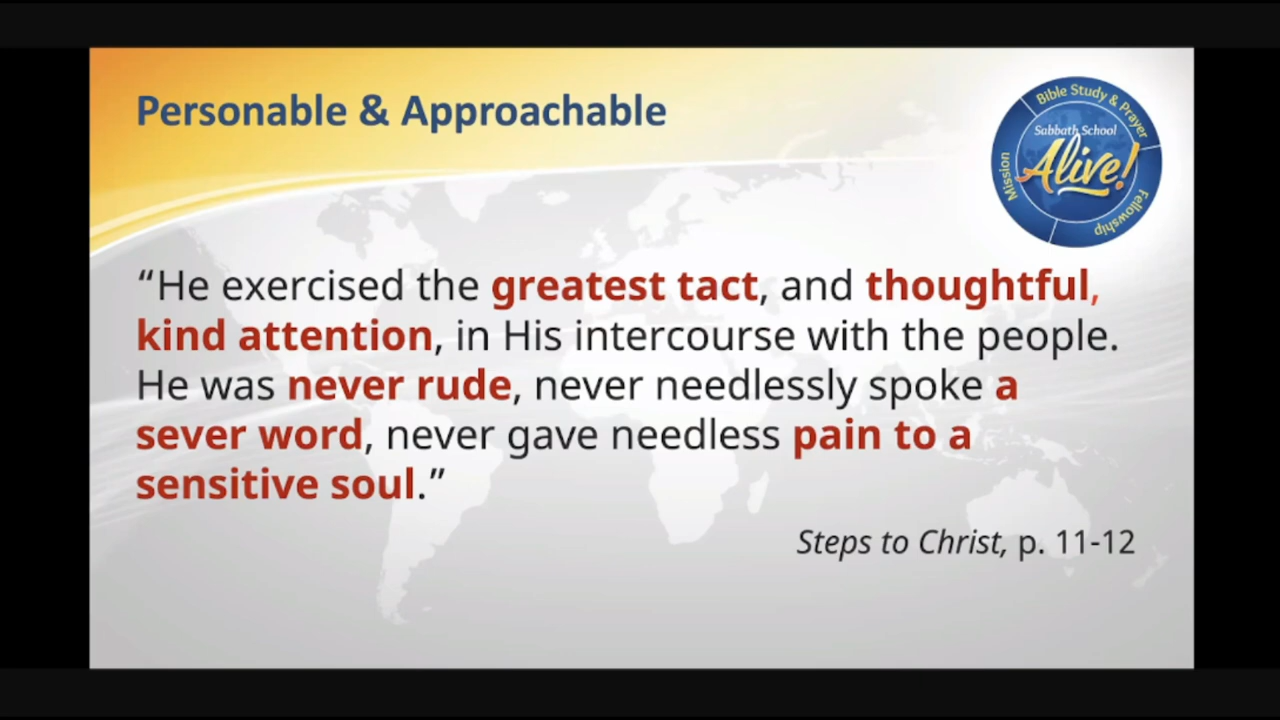 Personable & Approachable
Bible Study & Prayer
Sabbath School
Alive!
Mission
Fellowship
“He exercised the greatest tact, and thoughtful,
kind attention, in His intercourse with the people.
He was never rude, never needlessly spoke a
sever word, never gave needless pain to a
sensitive soul.”
Steps to Christ, p. 11-12